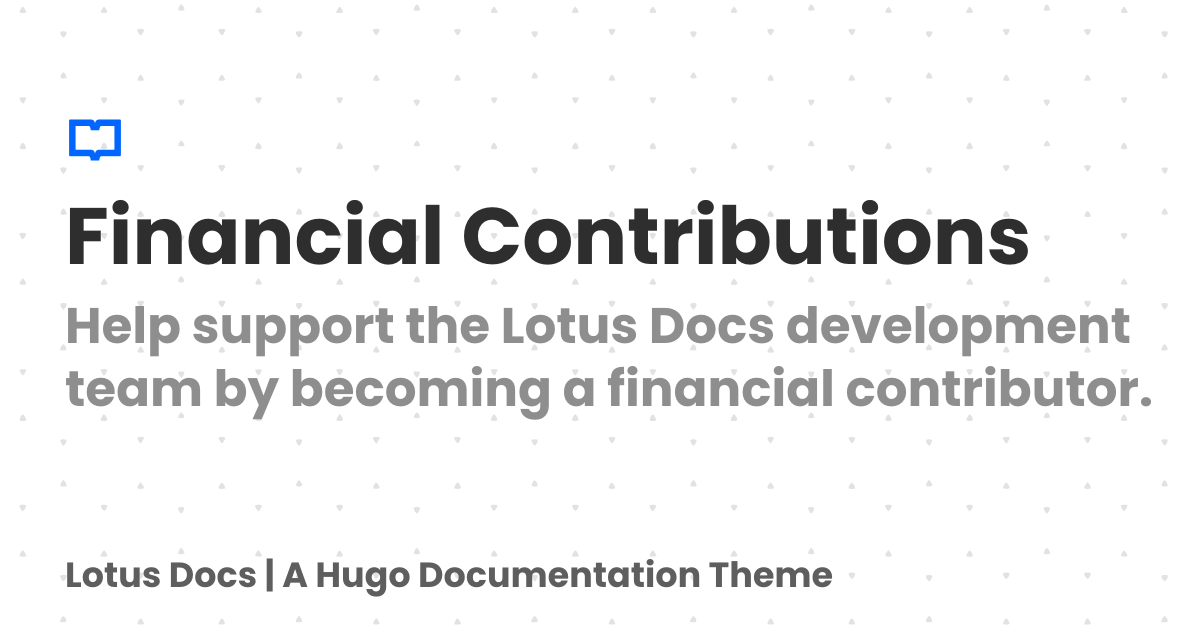 Financial Contributions
Help support the Lotus Docs development
team by becoming a financial contributor.
Lotus Docs | A Hugo Documentation Theme